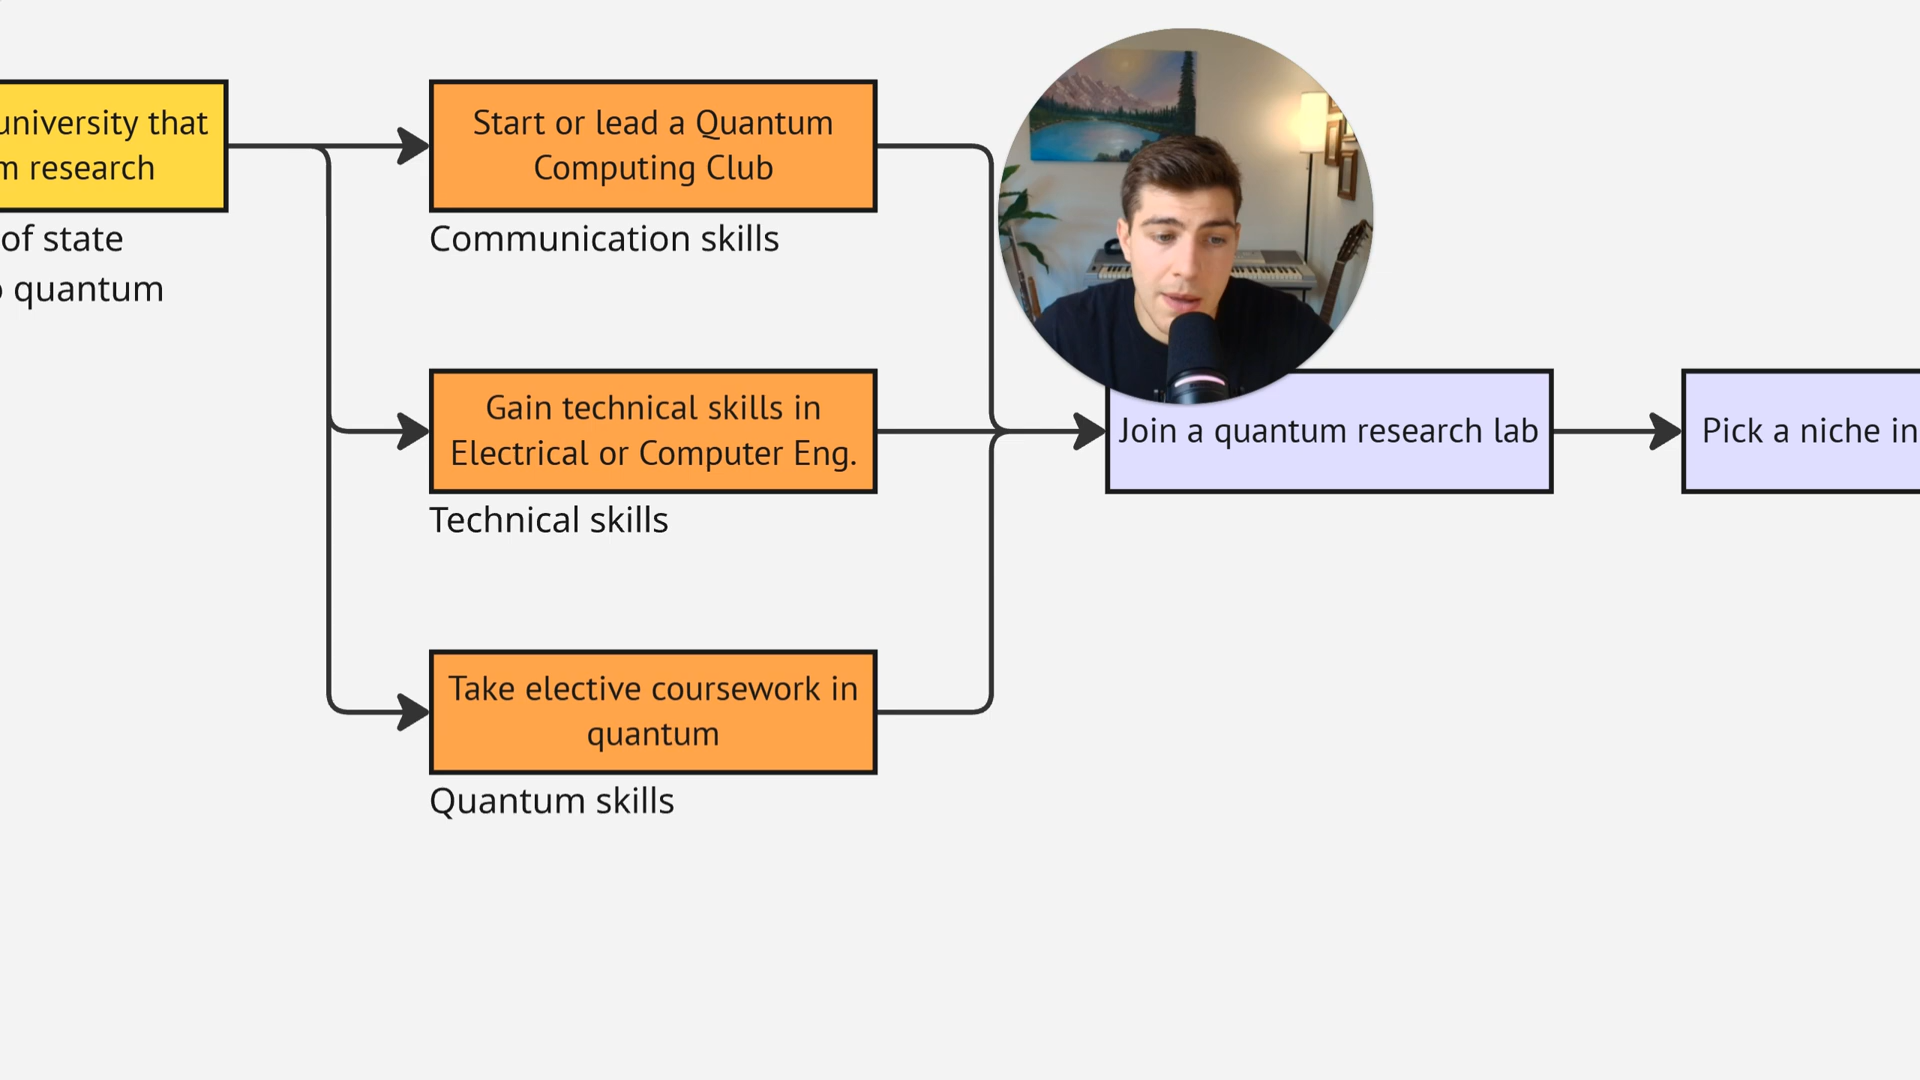 university that
research
of state
quantum
Start or lead a Quantum
Computing Club
Communication skills
Gain technical skills in
Electrical or Computer Eng.
Technical skills
Take elective coursework in
quantum
Quantum skills
Join a quantum research lab
Pick a niche in